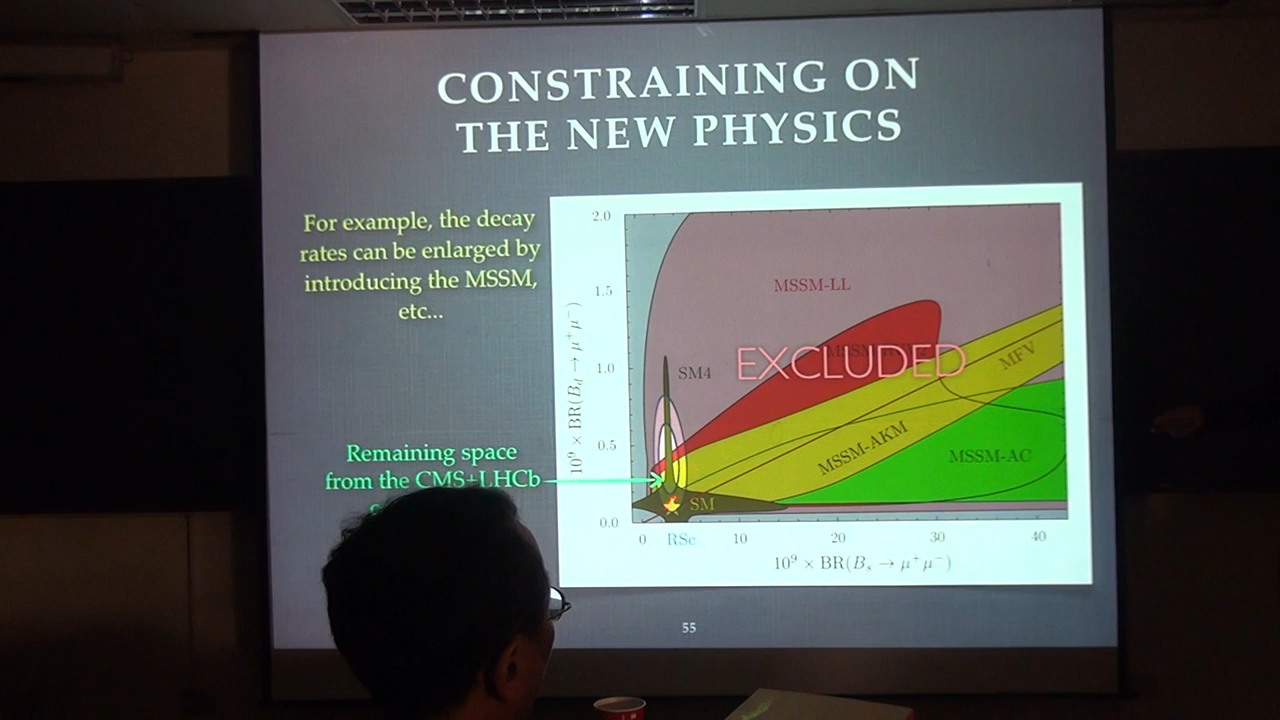 CONSTRAINING ON
THE NEW PHYSICS
For example, the decay
rates can be enlarged by
introducing the MSSM,
etc...
Remaining space
from the CMS+LHCb
2.0
1.5
1.0
0.5
0.0
10⁹ × BR(B_d → μ⁺μ⁻)
MSSM-LL
SM4
EXCLUDED
MFV
MSSM-AKM
MSSM-AC
SM
0 RSc 10 20 30 40
10⁹ × BR(B_s → μ⁺μ⁻)
55